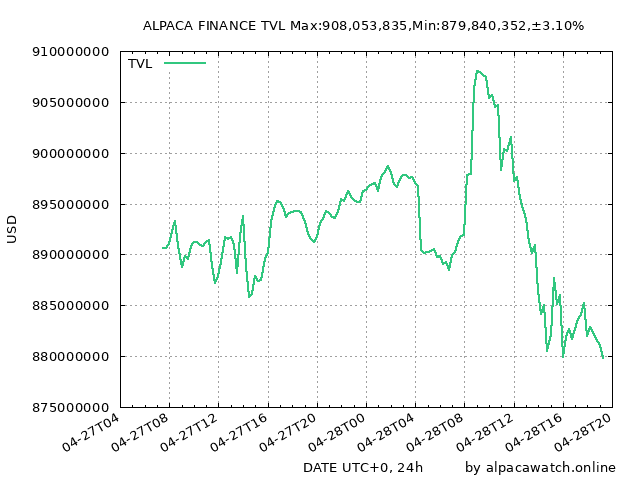 ALPACA FINANCE TVL Max:908,053,835,Min:879,840,352,±3.10%
TVL
USD
910000000
905000000
900000000
895000000
890000000
885000000
880000000
875000000
04-27T04
04-27T08
04-27T12
04-27T16
04-27T20
04-28T00
04-28T04
04-28T08
04-28T12
04-28T16
04-28T20
DATE UTC+0, 24h
by alpacawatch.online